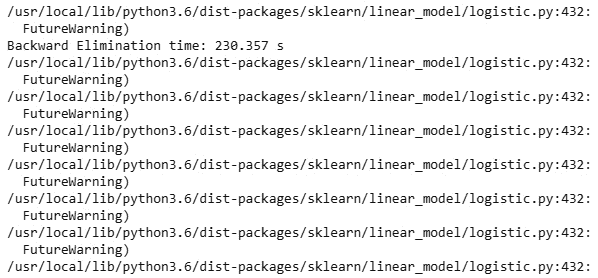 /usr/local/lib/python3.6/dist-packages/sklearn/linear_model/logistic.py:432:
  FutureWarning)
Backward Elimination time: 230.357 s
/usr/local/lib/python3.6/dist-packages/sklearn/linear_model/logistic.py:432:
  FutureWarning)
/usr/local/lib/python3.6/dist-packages/sklearn/linear_model/logistic.py:432:
  FutureWarning)
/usr/local/lib/python3.6/dist-packages/sklearn/linear_model/logistic.py:432:
  FutureWarning)
/usr/local/lib/python3.6/dist-packages/sklearn/linear_model/logistic.py:432:
  FutureWarning)
/usr/local/lib/python3.6/dist-packages/sklearn/linear_model/logistic.py:432:
  FutureWarning)
/usr/local/lib/python3.6/dist-packages/sklearn/linear_model/logistic.py:432:
  FutureWarning)
/usr/local/lib/python3.6/dist-packages/sklearn/linear_model/logistic.py:432: